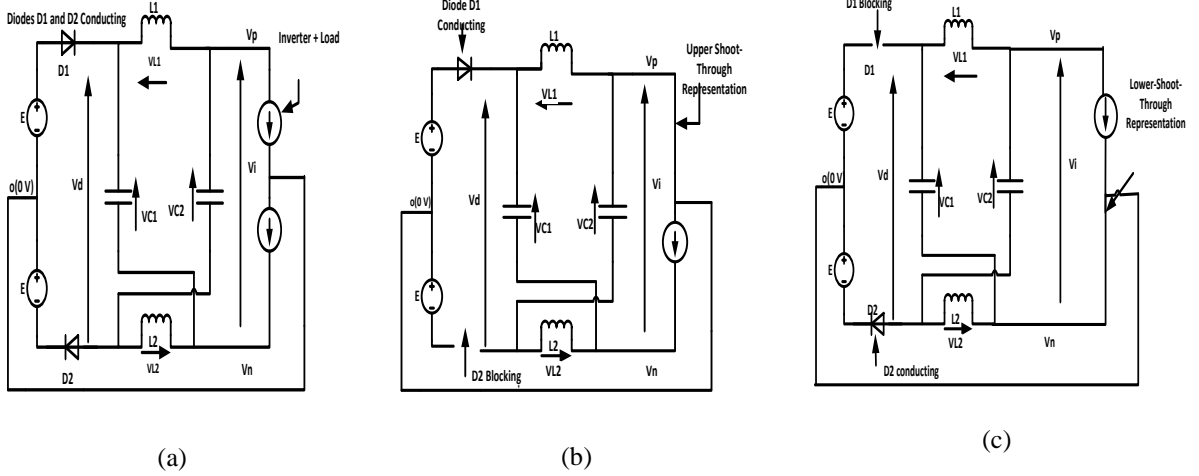 Diodes D1 and D2 Conducting
L1
D1
VL1
Vp
Inverter + Load
E
o(0 V)
Vd
VC1
VC2
Vi
E
D2
L2
VL2
Vn
(a)
Diode D1
Conducting
L1
Vp
VL1
Upper Shoot-
Through
Representation
E
o(0 V)
Vd
VC1
VC2
Vi
E
D2 Blocking
L2
VL2
Vn
(b)
D1 Blocking
L1
D1
VL1
Vp
Lower-Shoot-
Through
Representation
E
o(0 V
Vd
VC1
VC2
Vi
E
D2
L2
VL2
Vn
D2 conducting
(c)